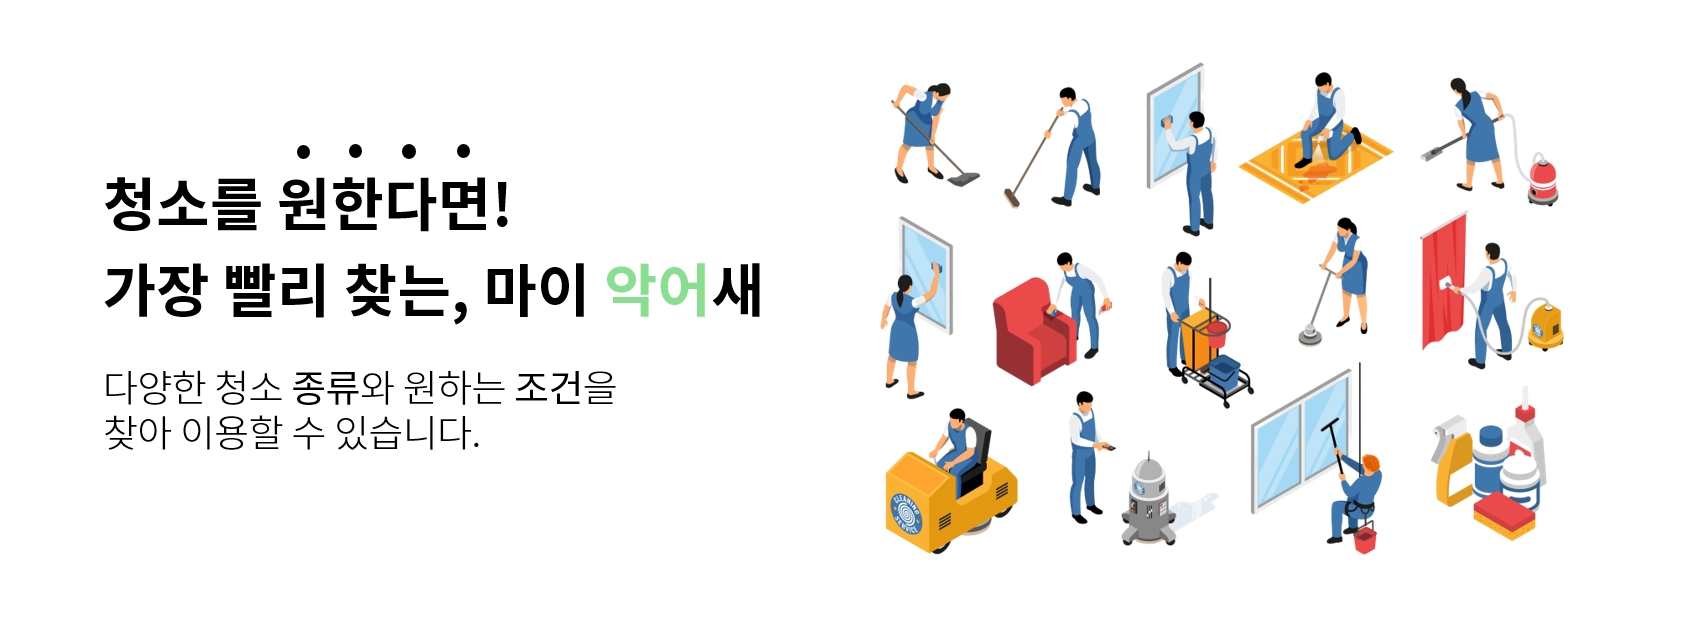 청소를 원한다면!
가장 빨리 찾는, 마이 악어새
다양한 청소 종류와 원하는 조건을
찾아 이용할 수 있습니다.
CLEANING
SERVICE